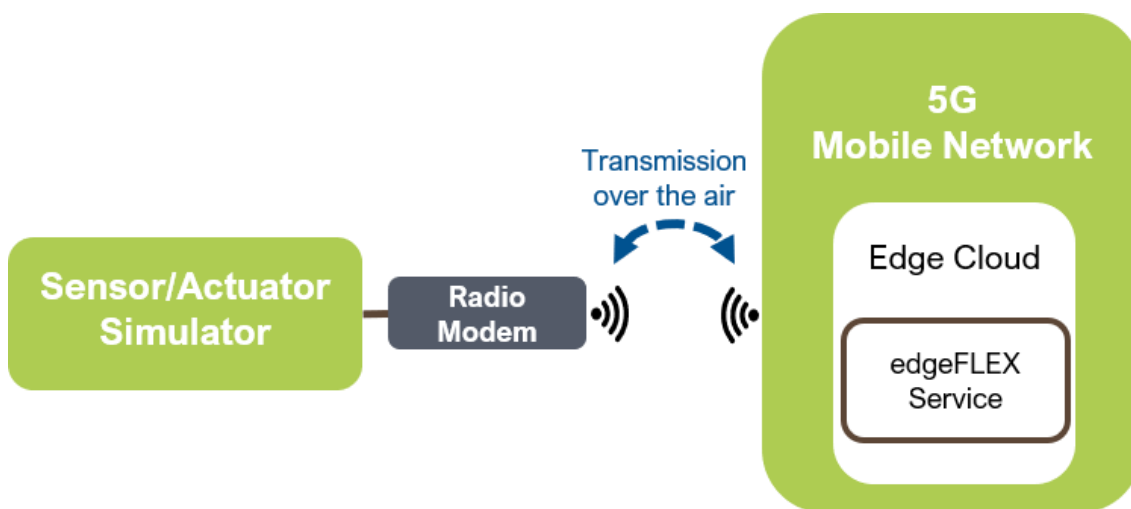 Sensor/Actuator
Simulator
Radio
Modem
Transmission
over the air
5G
Mobile Network
Edge Cloud
edgeFLEX
Service